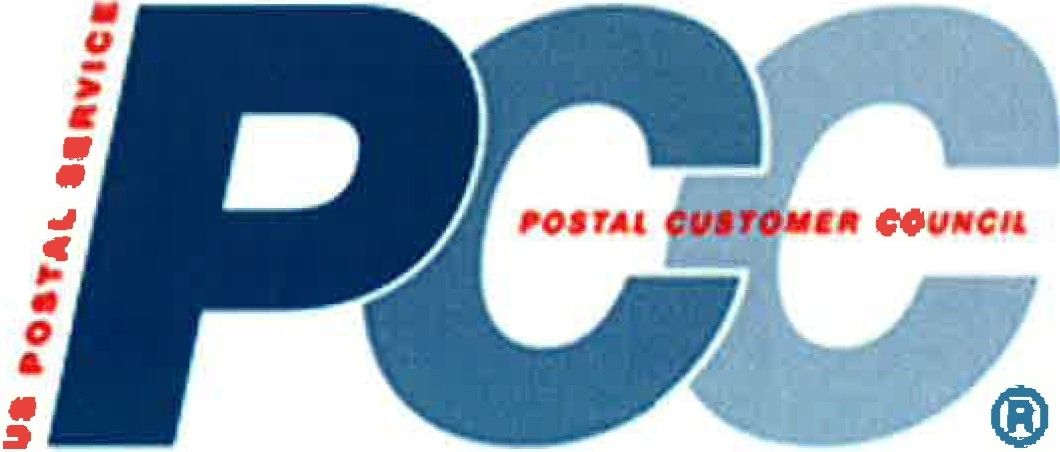 US POSTAL SERVICE
PCC
POSTAL CUSTOMER COUNCIL
®